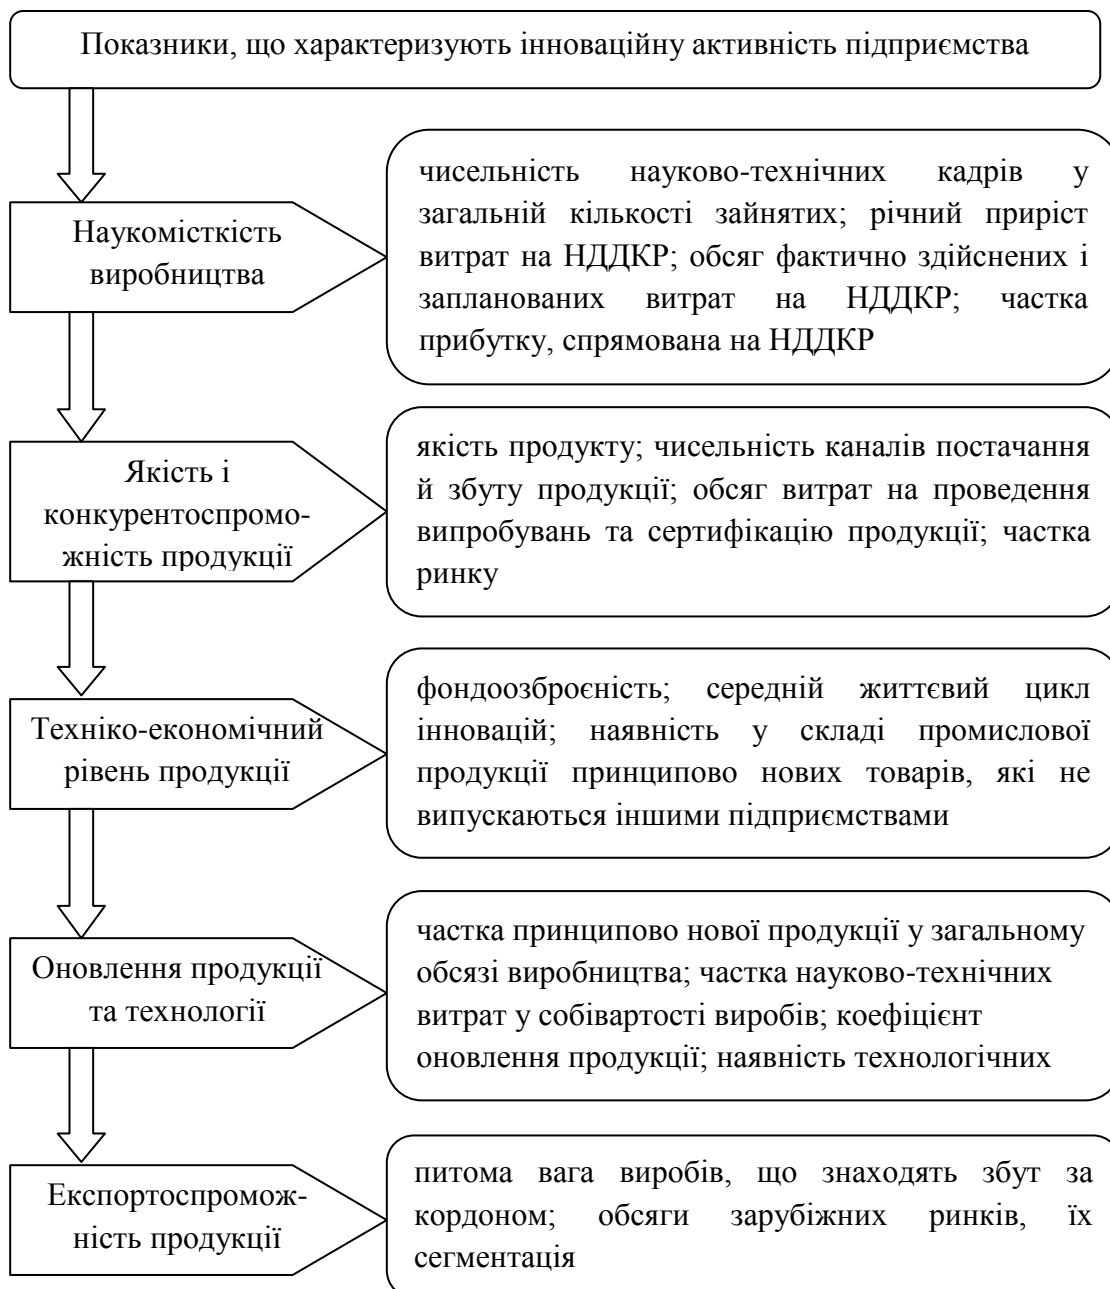 Показники, що характеризують інноваційну активність підприємства
Наукомісткість
виробництва
чисельність науково-технічних кадрів у
загальній кількості зайнятих; річний приріст
витрат на НДДКР; обсяг фактично здійснених і
запланованих витрат на НДДКР; частка
прибутку, спрямована на НДДКР
Якість і
конкурентоспромо-
жність продукції
якість продукту; чисельність каналів постачання
й збуту продукції; обсяг витрат на проведення
випробувань та сертифікацію продукції; частка
ринку
Техніко-економічний
рівень продукції
фондоозброєність; середній життєвий цикл
інновацій; наявність у складі промислової
продукції принципово нових товарів, які не
випускаються іншими підприємствами
Оновлення продукції
та технології
частка принципово нової продукції у загальному
обсязі виробництва; частка науково-технічних
витрат у собівартості виробів; коефіцієнт
оновлення продукції; наявність технологічних
Експортоспромож-
ність продукції
питома вага виробів, що знаходять збут за
кордоном; обсяги зарубіжних ринків, їх
сегментація